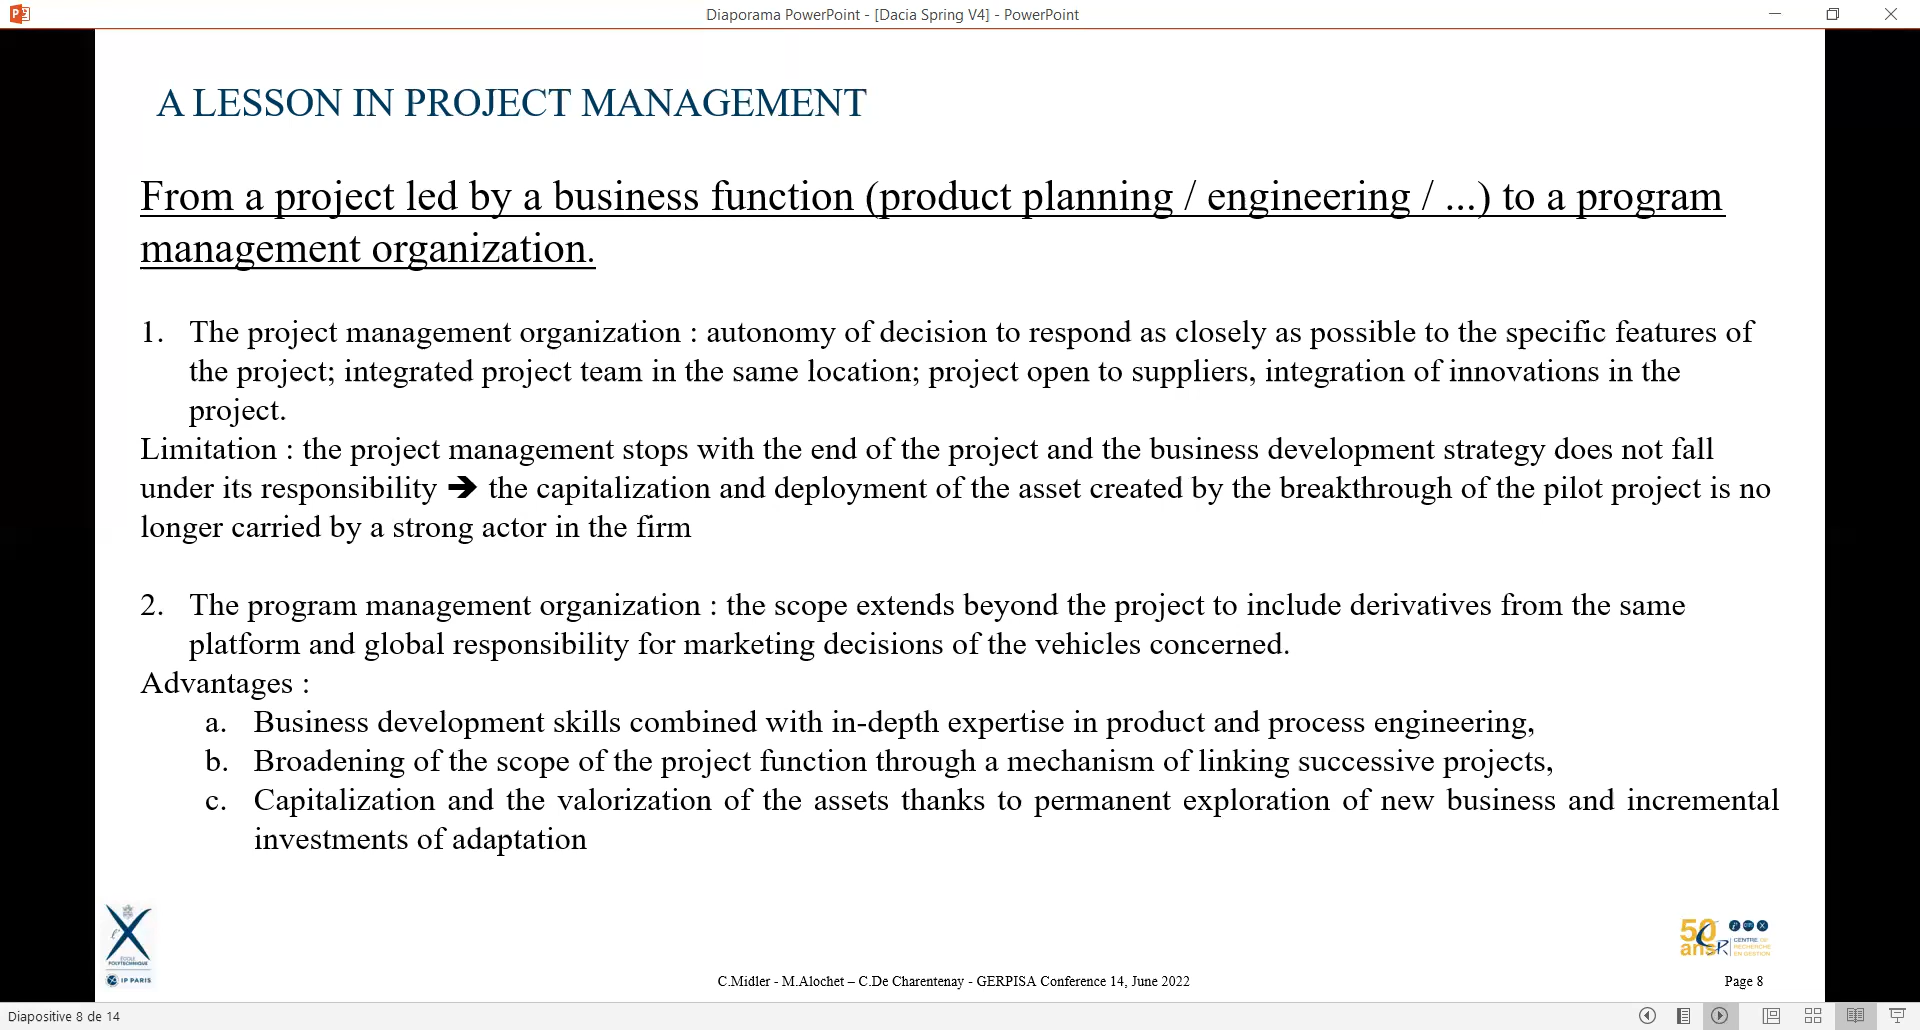 Diaporama PowerPoint - [Dacia Spring V4] - PowerPoint
A LESSON IN PROJECT MANAGEMENT
From a project led by a business function (product planning / engineering / ...) to a program
management organization.
1. The project management organization : autonomy of decision to respond as closely as possible to the specific features of
the project; integrated project team in the same location; project open to suppliers, integration of innovations in the
project.
Limitation : the project management stops with the end of the project and the business development strategy does not fall
under its responsibility ➔ the capitalization and deployment of the asset created by the breakthrough of the pilot project is no
longer carried by a strong actor in the firm
2. The program management organization : the scope extends beyond the project to include derivatives from the same
platform and global responsibility for marketing decisions of the vehicles concerned.
Advantages :
a. Business development skills combined with in-depth expertise in product and process engineering,
b. Broadening of the scope of the project function through a mechanism of linking successive projects,
c. Capitalization and the valorization of the assets thanks to permanent exploration of new business and incremental
investments of adaptation
ÉCOLE
POLYTECHNIQUE
IP PARIS
50
ans
CENTRE DE
RECHERCHE
EN GESTION
C.Midler - M.Alochet – C.De Charentenay - GERPISA Conference 14, June 2022
Page 8
Diapositive 8 de 14